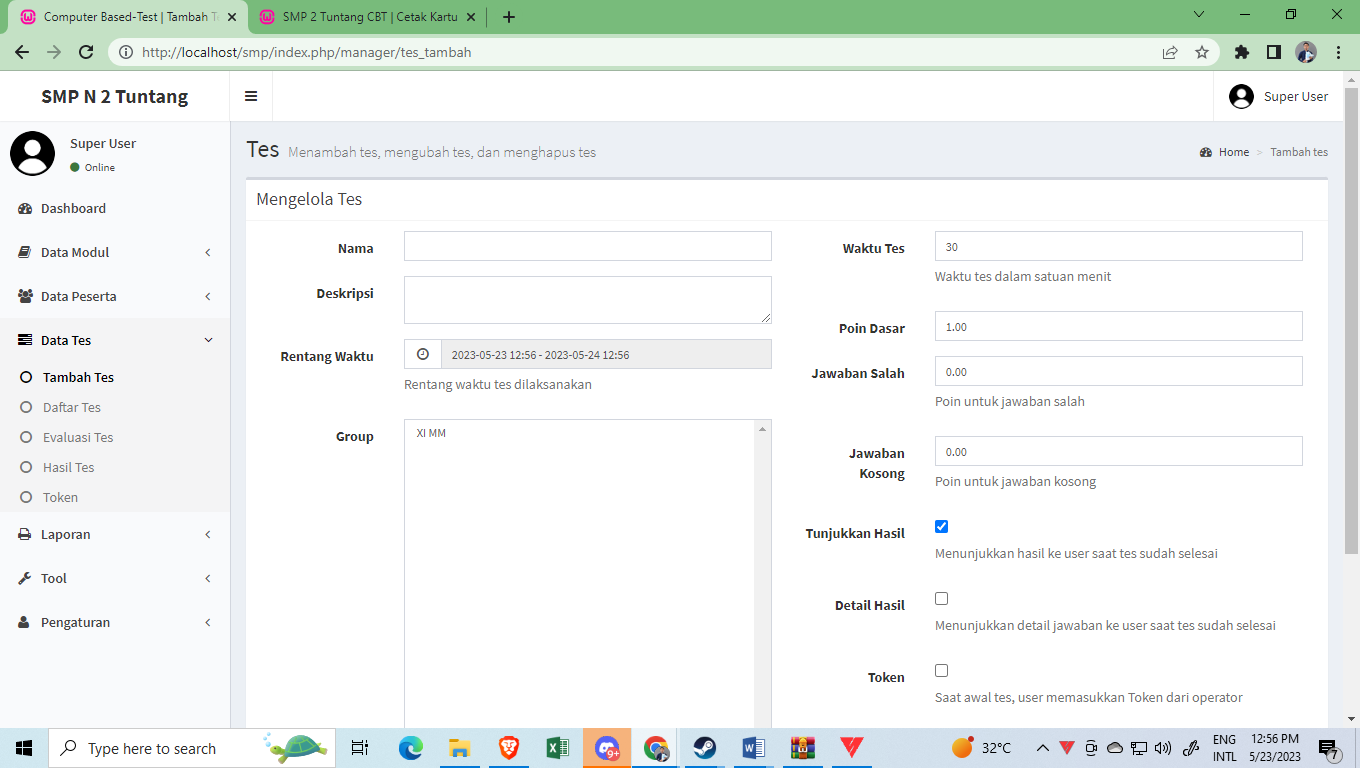 Computer Based-Test | Tambah T
SMP 2 Tuntang CBT | Cetak Kartu
http://localhost/smp/index.php/manager/tes_tambah
SMP N 2 Tuntang
Super User
Super User
Online
Dashboard
Data Modul
Data Peserta
Data Tes
Tambah Tes
Daftar Tes
Evaluasi Tes
Hasil Tes
Token
Laporan
Tool
Pengaturan
Tes Menambah tes, mengubah tes, dan menghapus tes
Home > Tambah tes
Mengelola Tes
Nama
Deskripsi
Rentang Waktu
2023-05-23 12:56 - 2023-05-24 12:56
Rentang waktu tes dilaksanakan
Group
XI MM
Waktu Tes
30
Waktu tes dalam satuan menit
Poin Dasar
1.00
Jawaban Salah
0.00
Poin untuk jawaban salah
Jawaban
Kosong
0.00
Poin untuk jawaban kosong
Tunjukkan Hasil
Menunjukkan hasil ke user saat tes sudah selesai
Detail Hasil
Menunjukkan detail jawaban ke user saat tes sudah selesai
Token
Saat awal tes, user memasukkan Token dari operator
Type here to search
9+
32°C
ENG
INTL
12:56 PM
5/23/2023
7